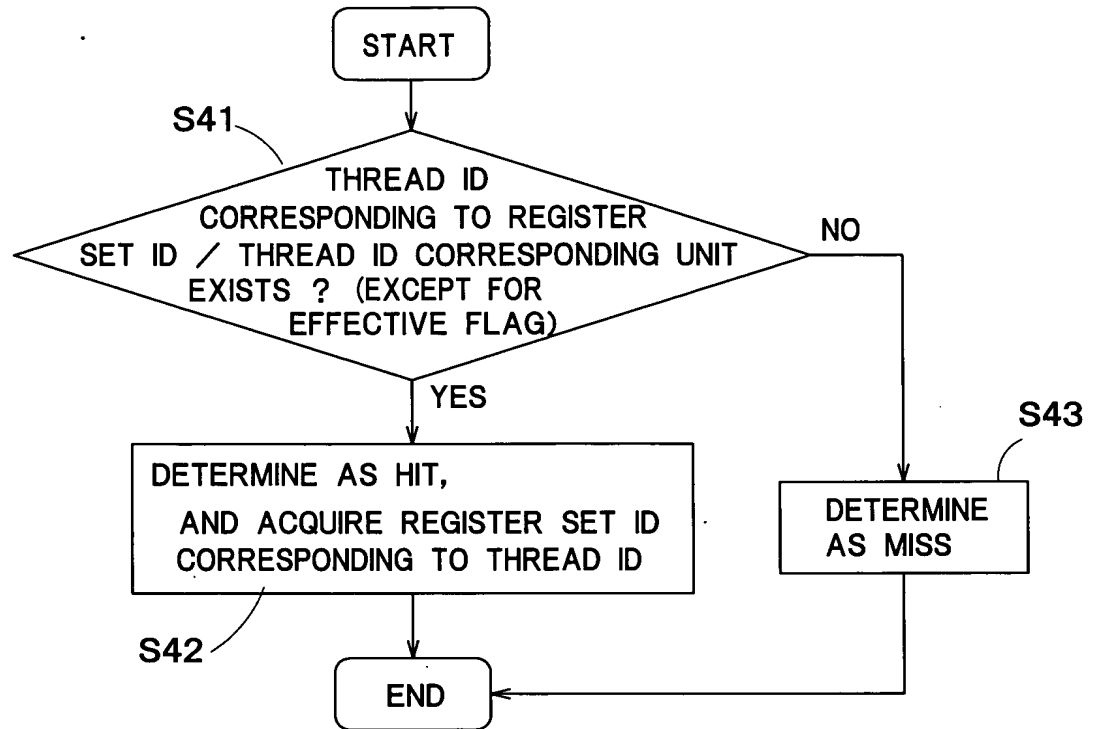 START
S41
THREAD ID
CORRESPONDING TO REGISTER
SET ID / THREAD ID CORRESPONDING UNIT
EXISTS ? (EXCEPT FOR
EFFECTIVE FLAG)
NO
YES
S43
DETERMINE AS HIT,
AND ACQUIRE REGISTER SET ID
CORRESPONDING TO THREAD ID
DETERMINE
AS MISS
S42
END